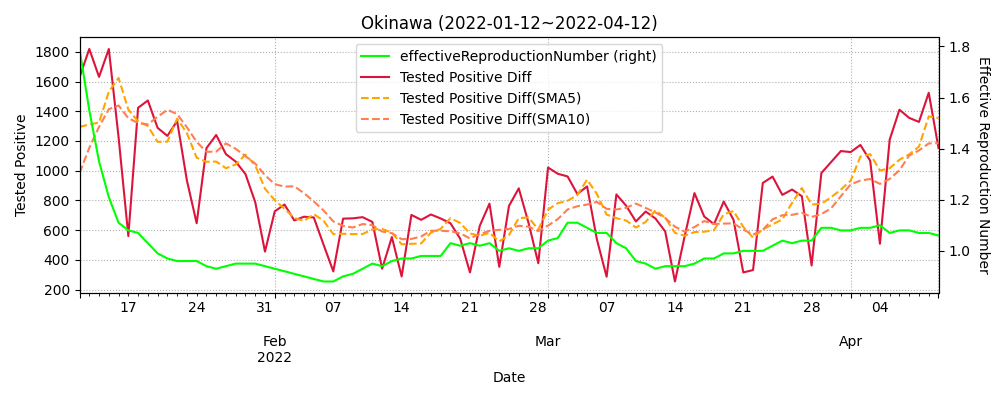 Okinawa (2022-01-12~2022-04-12)
effectiveReproductionNumber (right)
Tested Positive Diff
Tested Positive Diff(SMA5)
Tested Positive Diff(SMA10)
Tested Positive
1800
1600
1400
1200
1000
800
600
400
200
1.8
1.6
1.4
1.2
1.0
Effective Reproduction Number
17 24 31 07 14 21 28 07 14 21 28 04
Feb Mar Apr
2022
Date